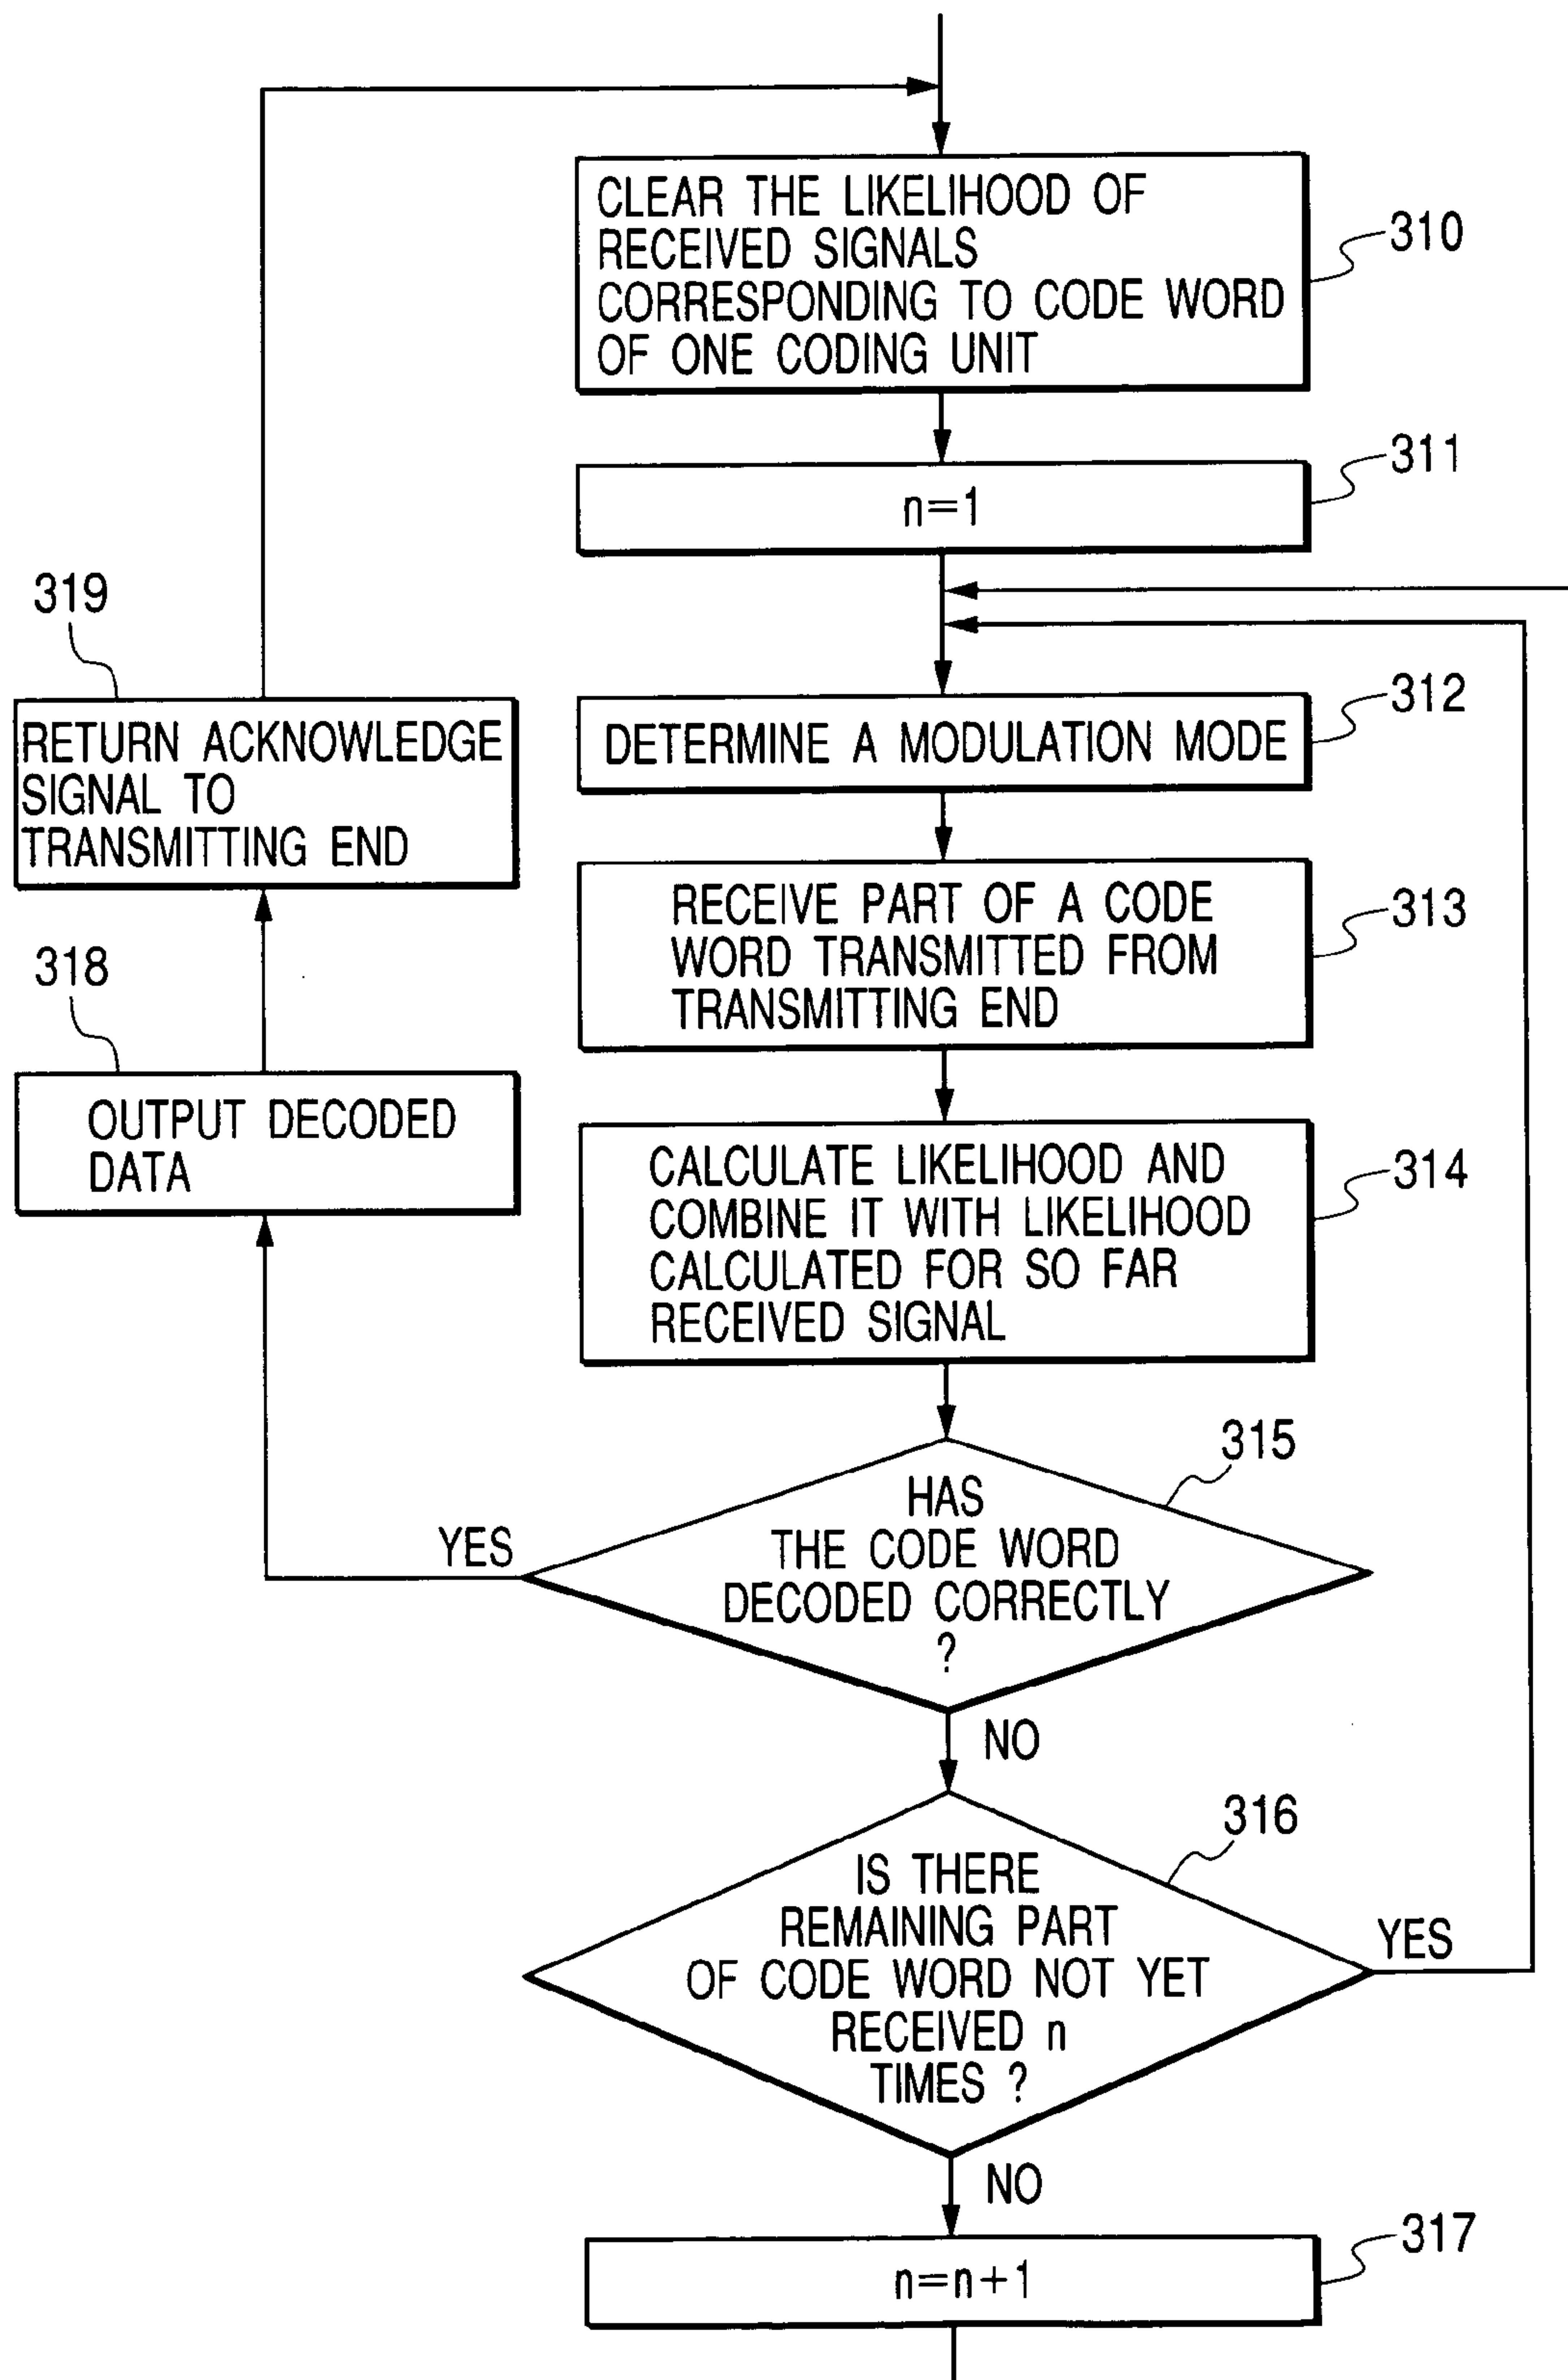 CLEAR THE LIKELIHOOD OF
RECEIVED SIGNALS
CORRESPONDING TO CODE WORD
OF ONE CODING UNIT
310
311
n=1
319
RETURN ACKNOWLEDGE
SIGNAL TO
TRANSMITTING END
312
DETERMINE A MODULATION MODE
RECEIVE PART OF A CODE
WORD TRANSMITTED FROM
TRANSMITTING END
313
318
OUTPUT DECODED
DATA
CALCULATE LIKELIHOOD AND
COMBINE IT WITH LIKELIHOOD
CALCULATED FOR SO FAR
RECEIVED SIGNAL
314
315
HAS
THE CODE WORD
DECODED CORRECTLY
?
YES
NO
316
IS THERE
REMAINING PART
OF CODE WORD NOT YET
RECEIVED n
TIMES ?
YES
NO
317
n=n+1